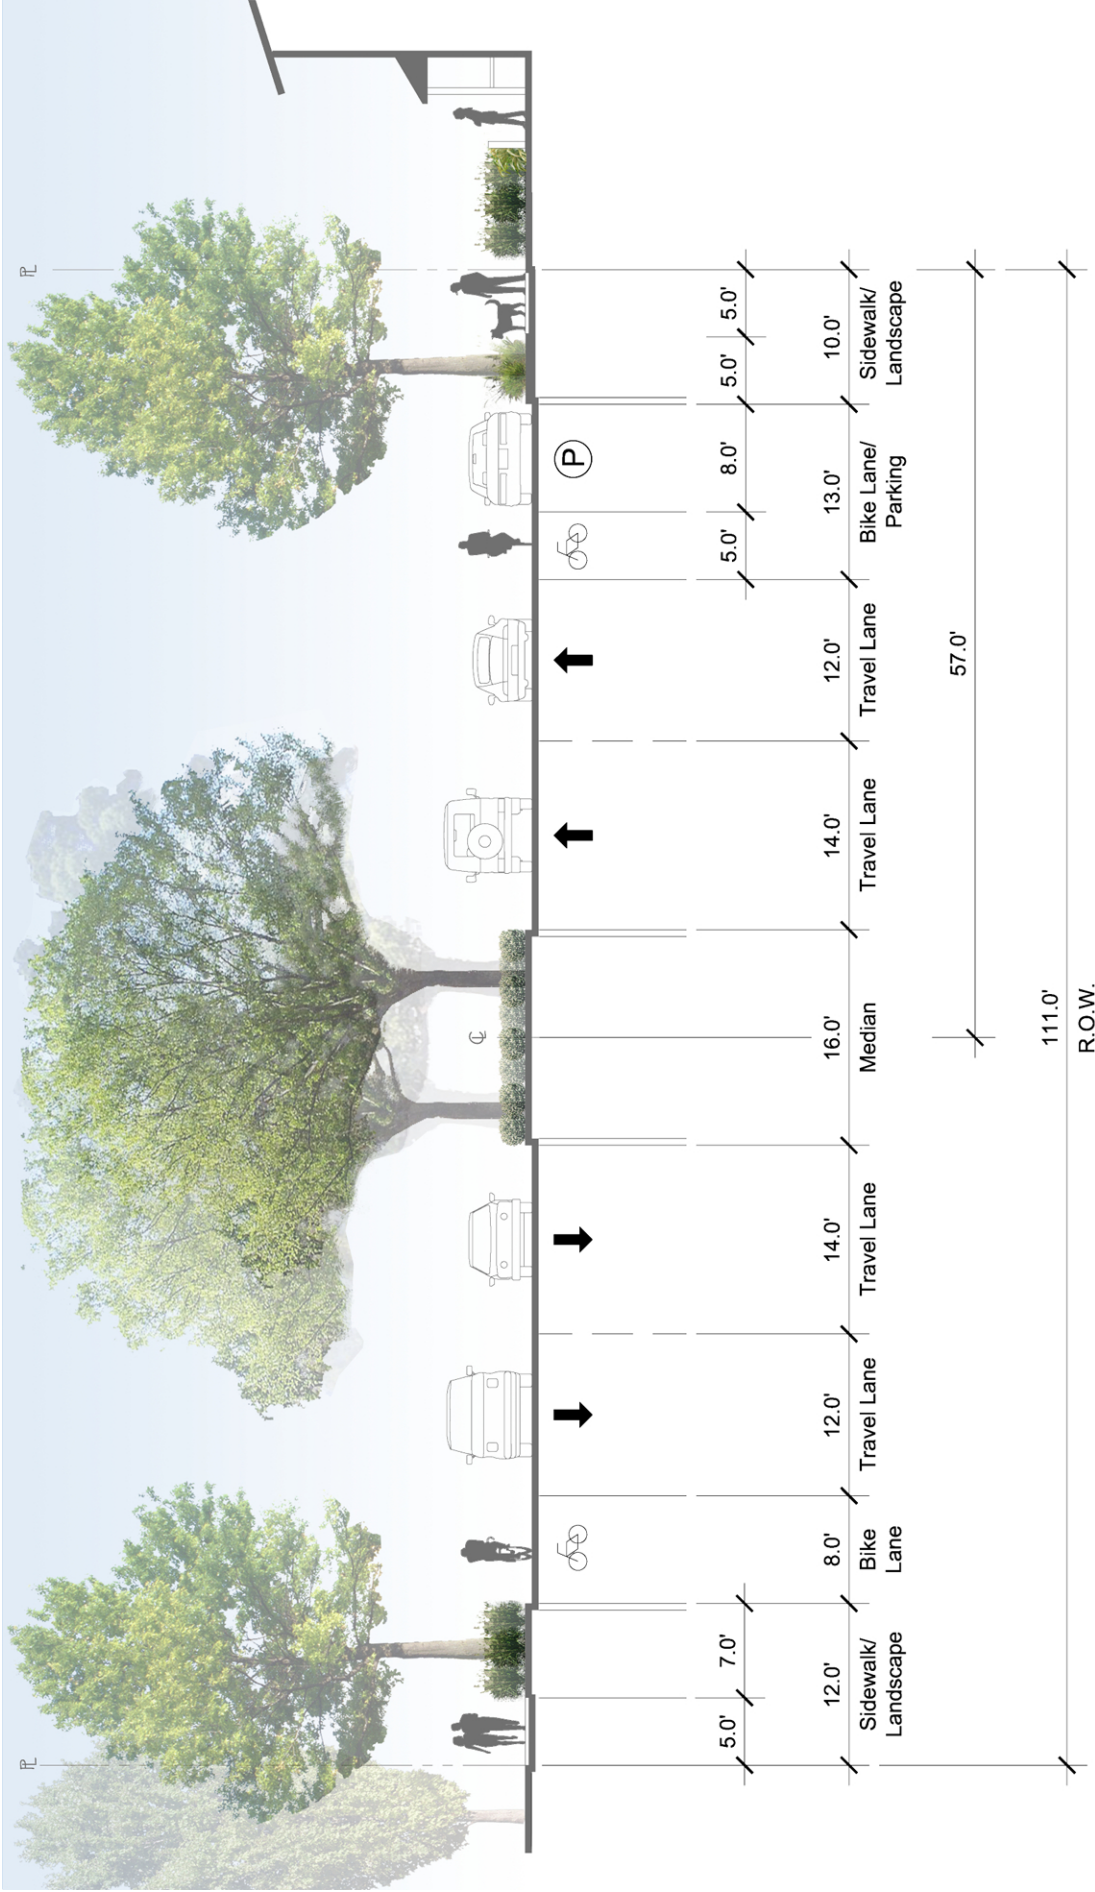 PL
PL
CL
P
5.0'
7.0'
5.0'
8.0'
5.0'
5.0'
12.0'
8.0'
12.0'
14.0'
16.0'
14.0'
12.0'
13.0'
10.0'
Sidewalk/
Landscape
Bike
Lane
Travel Lane
Travel Lane
Median
Travel Lane
Travel Lane
Bike Lane/
Parking
Sidewalk/
Landscape
57.0'
111.0'
R.O.W.